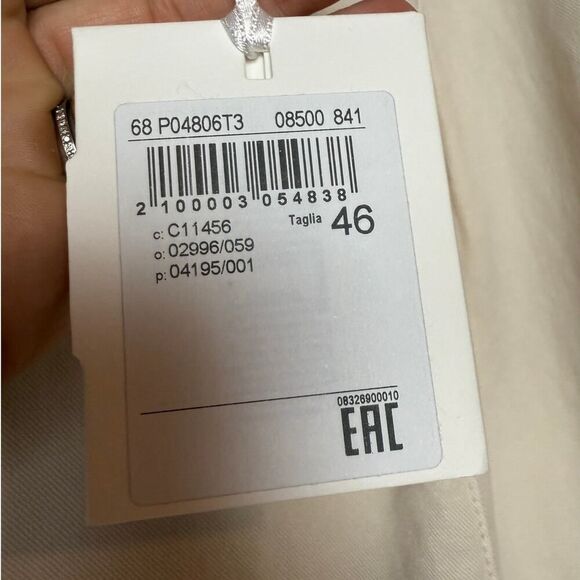 68 P04806T3 08500 841
2 100003 054838
c: C11456 Taglia 46
o: 02996/059
p: 04195/001
08326900010
EAC